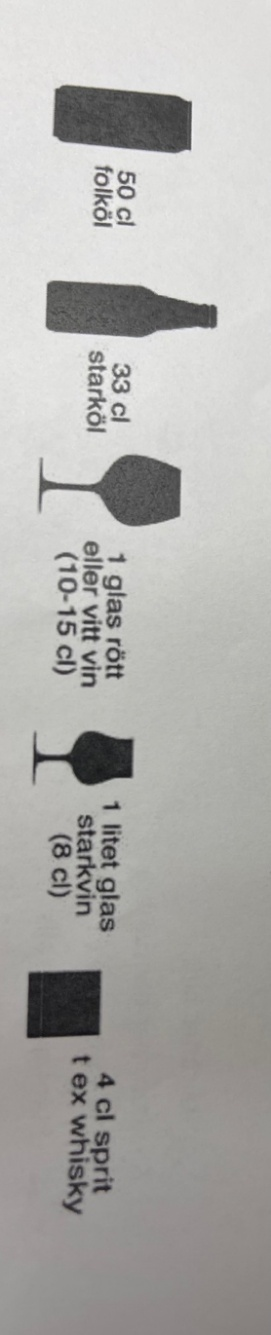 50 cl
folköl
33 cl
starköl
1 glas rött
eller vitt vin
(10-15 cl)
1 litet glas
starkvin
(8 cl)
4 cl sprit
t ex whisky